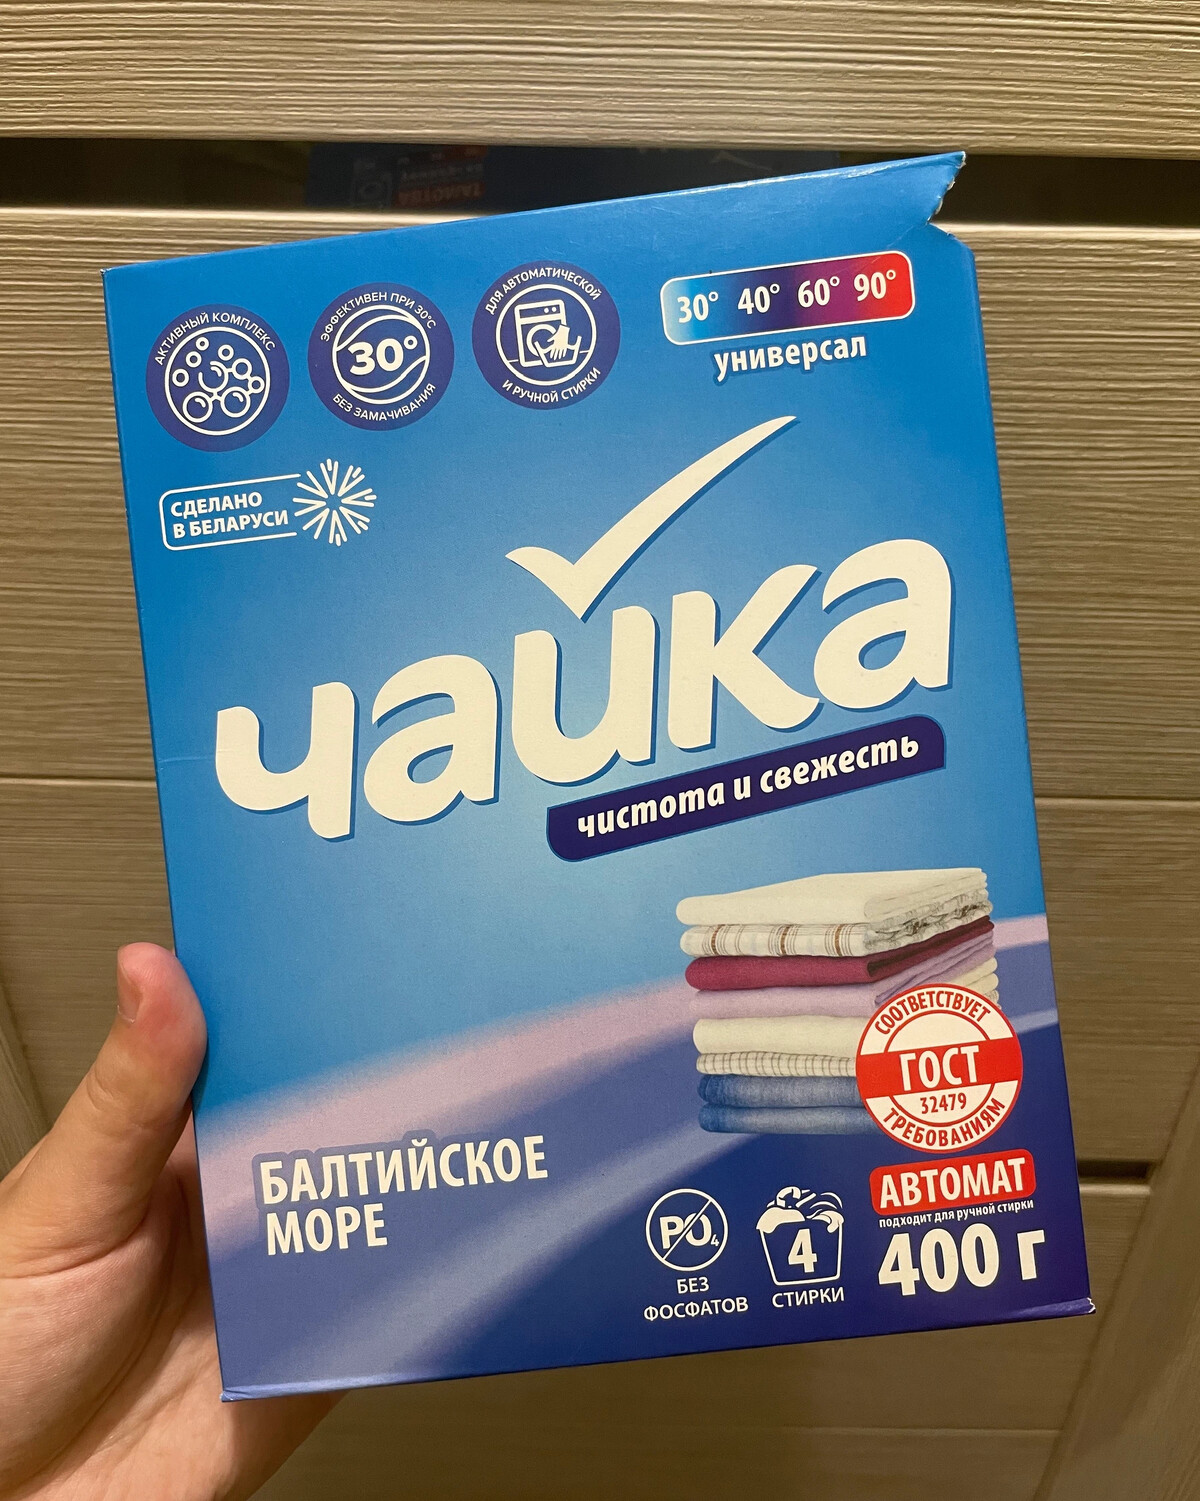 АКТИВНЫЙ КОМПЛЕКС
ЭФФЕКТИВЕН ПРИ 30°С
30°
БЕЗ ЗАМАЧИВАНИЯ
ДЛЯ АВТОМАТИЧЕСКОЙ
И РУЧНОЙ СТИРКИ
30° 40° 60° 90°
универсал
СДЕЛАНО
В БЕЛАРУСИ
чайка
чистота и свежесть
СООТВЕТСТВУЕТ
ГОСТ
32479
ТРЕБОВАНИЯМ
БАЛТИЙСКОЕ
МОРЕ
PO₄
БЕЗ
ФОСФАТОВ
4
СТИРКИ
АВТОМАТ
подходит для ручной стирки
400 г